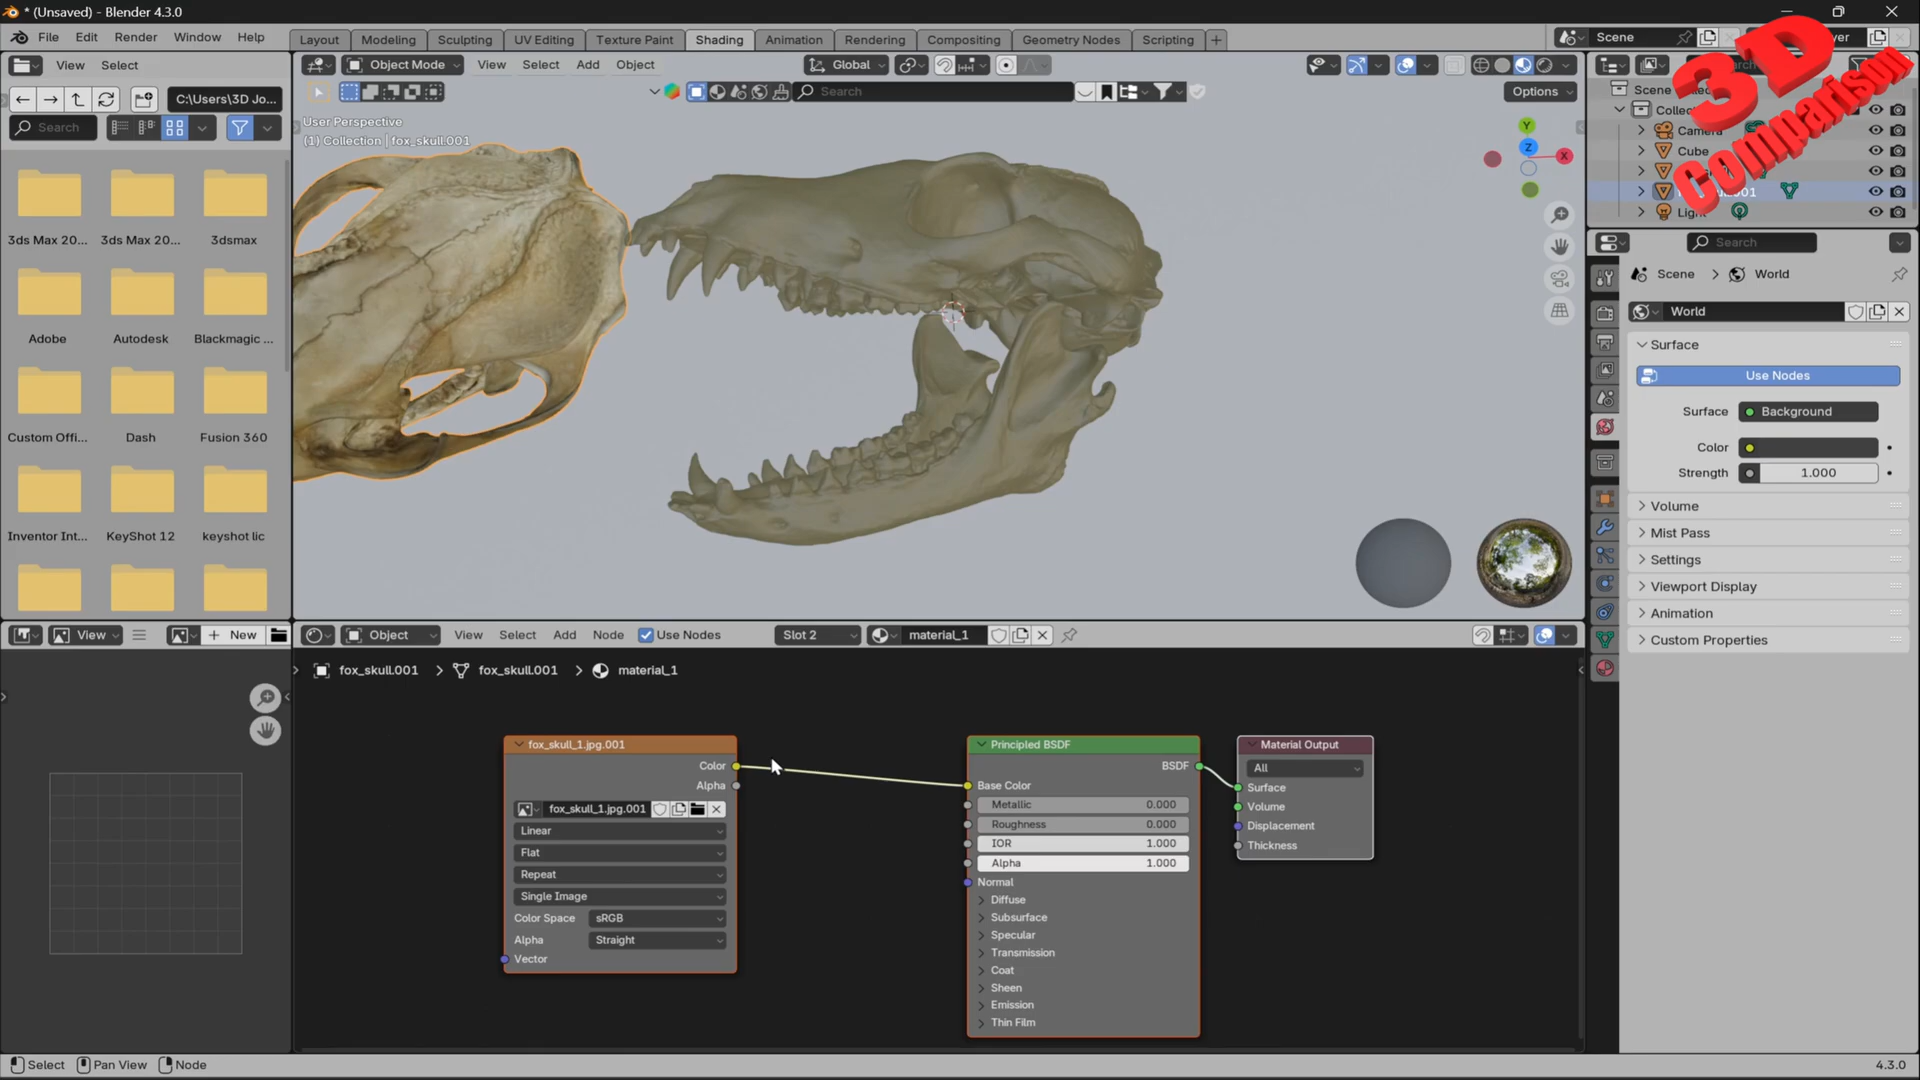 * (Unsaved) - Blender 4.3.0
File Edit Render Window Help
Layout Modeling Sculpting UV Editing Texture Paint Shading Animation Rendering Compositing Geometry Nodes Scripting +
Scene
yer
View Select
Object Mode View Select Add Object
Global
C:\Users\3D Jo...
Search
Search
Options
User Perspective
(1) Collection | fox_skull.001
Y
Z
X
3ds Max 20...
3ds Max 20...
3dsmax
Adobe
Autodesk
Blackmagic ...
Custom Offi...
Dash
Fusion 360
Inventor Int...
KeyShot 12
keyshot lic
Cube
3D
Comparison
Search
Scene > World
World
Surface
Use Nodes
Surface Background
Color
Strength 1.000
Volume
Mist Pass
Settings
Viewport Display
Animation
Custom Properties
View
+ New
Object View Select Add Node Use Nodes Slot 2 material_1
fox_skull.001 > fox_skull.001 > material_1
fox_skull_1.jpg.001
Color
Alpha
fox_skull_1.jpg.001
Linear
Flat
Repeat
Single Image
Color Space sRGB
Alpha Straight
Vector
Principled BSDF
BSDF
Base Color
Metallic 0.000
Roughness 0.000
IOR 1.000
Alpha 1.000
Normal
Diffuse
Subsurface
Specular
Transmission
Coat
Sheen
Emission
Thin Film
Material Output
All
Surface
Volume
Displacement
Thickness
Select Pan View Node
4.3.0